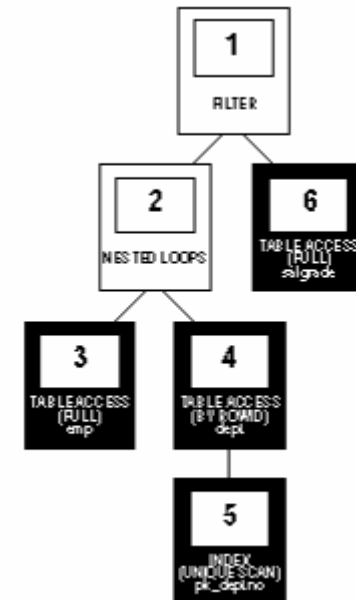 1
FILTER
2
NESTED LOOPS
6
TABLE ACCESS
(FULL)
salgrade
3
TABLE ACCESS
(FULL)
emp
4
TABLE ACCESS
(BY ROWID)
dept
5
INDEX
(UNIQUE SCAN)
pk_deptno